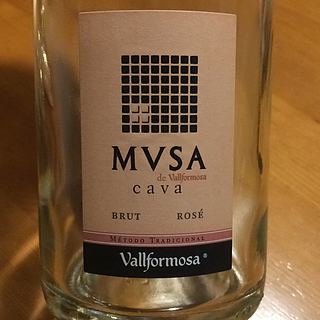 MVSA
de Vallformosa
cava
BRUT ROSÉ
MÉTODO TRADICIONAL
Vallformosa®